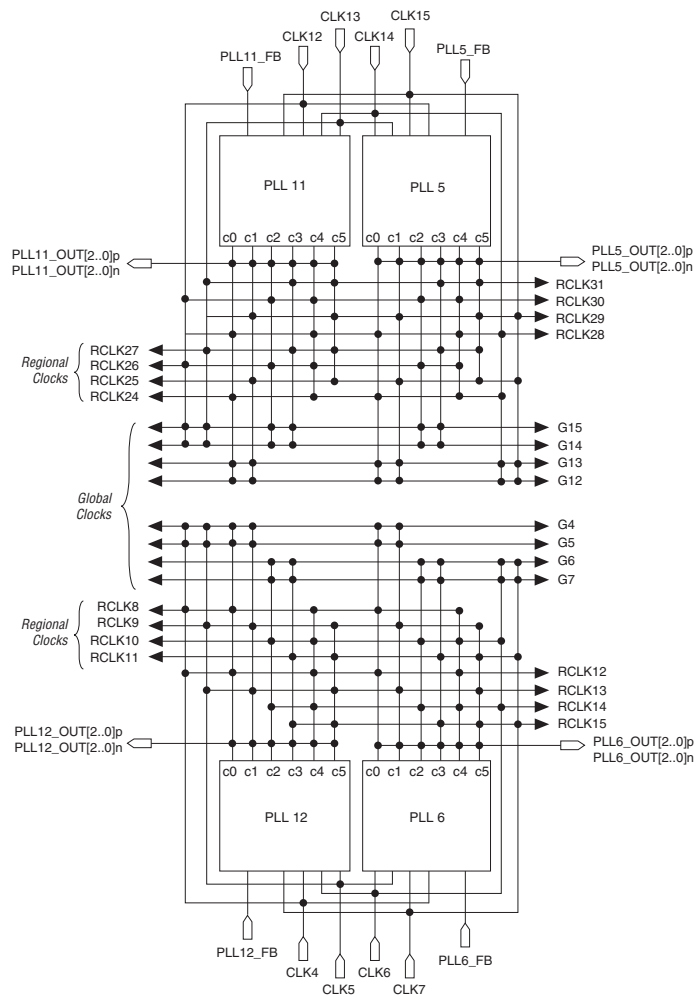 CLK13 CLK15
CLK12 CLK14
PLL11_FB PLL5_FB
PLL 11 PLL 5
c0 c1 c2 c3 c4 c5 c0 c1 c2 c3 c4 c5
PLL11_OUT[2..0]p PLL5_OUT[2..0]p
PLL11_OUT[2..0]n PLL5_OUT[2..0]n
RCLK31
RCLK30
RCLK29
RCLK28
Regional
Clocks
RCLK27
RCLK26
RCLK25
RCLK24
G15
G14
G13
G12
Global
Clocks
G4
G5
G6
G7
Regional
Clocks
RCLK8
RCLK9
RCLK10
RCLK11
RCLK12
RCLK13
RCLK14
RCLK15
PLL12_OUT[2..0]p PLL6_OUT[2..0]p
PLL12_OUT[2..0]n PLL6_OUT[2..0]n
c0 c1 c2 c3 c4 c5 c0 c1 c2 c3 c4 c5
PLL 12 PLL 6
PLL12_FB PLL6_FB
CLK4 CLK6
CLK5 CLK7